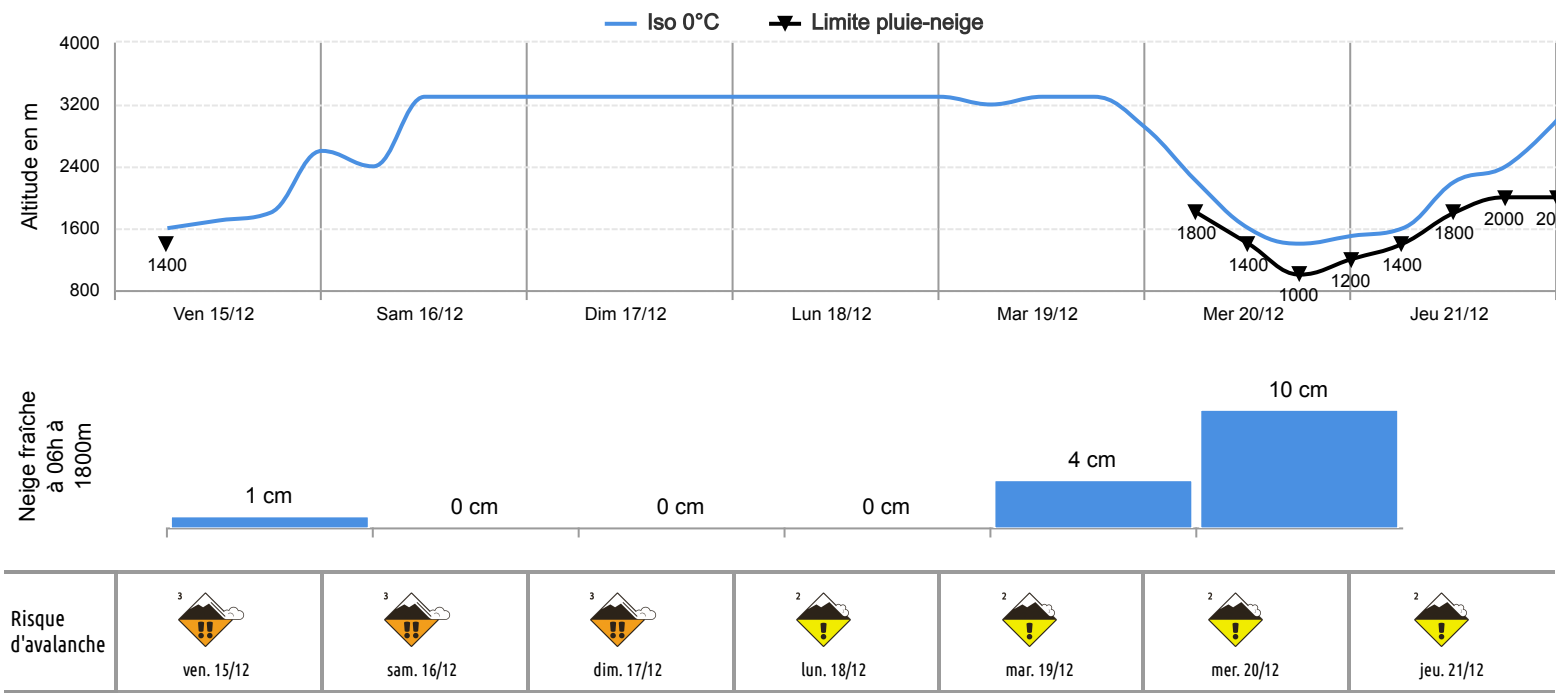 Iso 0°C Limite pluie-neige
4000
3200
2400
1600
800
Altitude en m
1400
1800
1400
1000
1200
1400
1800
2000
20
Ven 15/12 Sam 16/12 Dim 17/12 Lun 18/12 Mar 19/12 Mer 20/12 Jeu 21/12
Neige fraîche
à 06h à
1800m
1 cm 0 cm 0 cm 0 cm 4 cm 10 cm
Risque
d'avalanche
3 3 3 2 2 2 2
!! !! !! ! ! ! !
ven. 15/12 sam. 16/12 dim. 17/12 lun. 18/12 mar. 19/12 mer. 20/12 jeu. 21/12